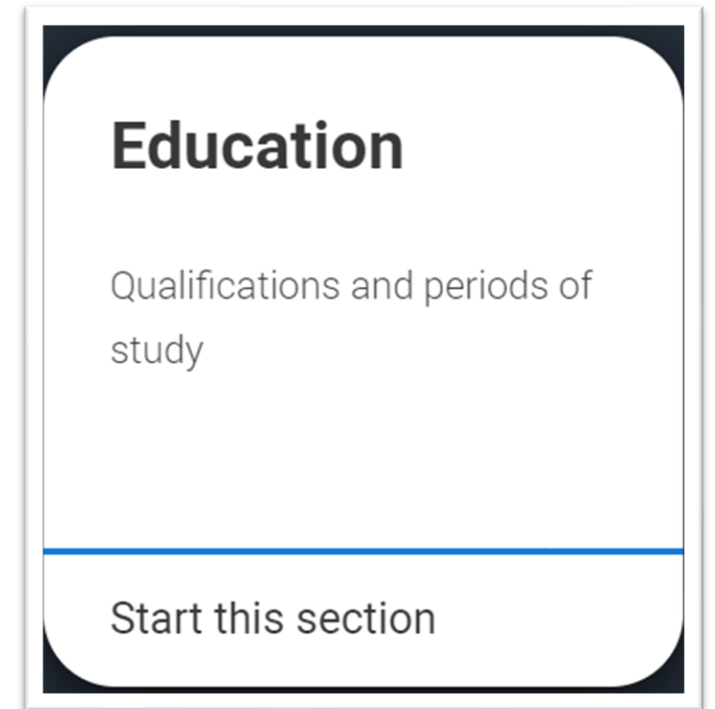 Education
Qualifications and periods of
study
Start this section